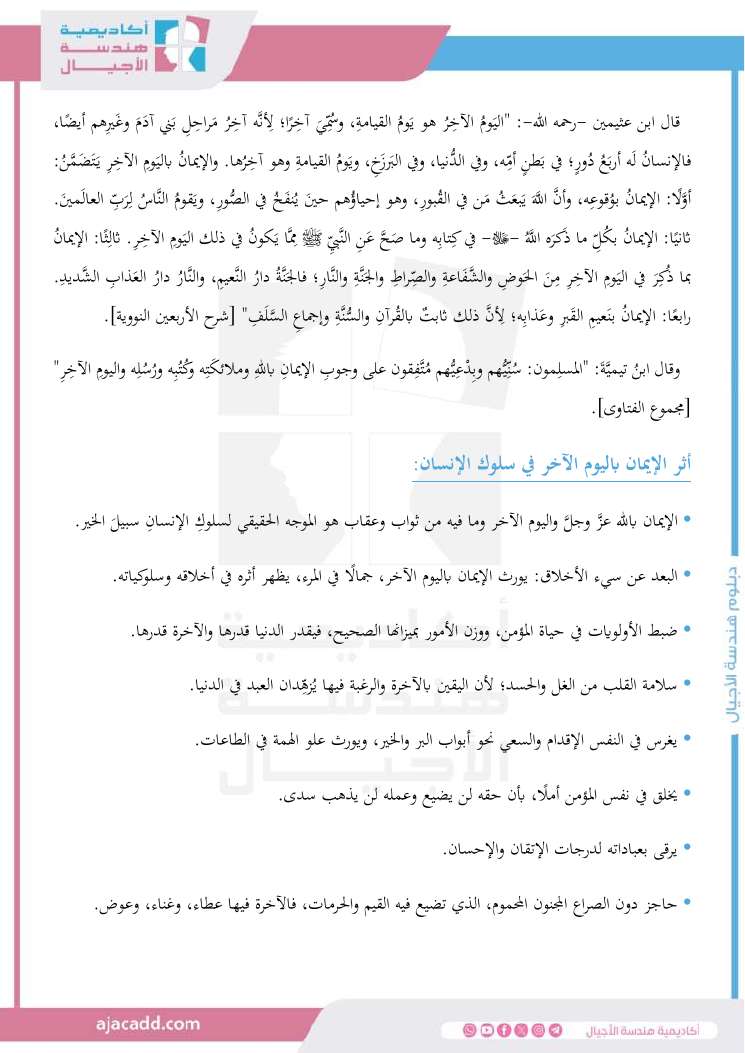 أكاديمية
هندسة
الأجيال
قال ابن عثيمين –رحمه الله–: "اليَومُ الآخِرُ هو يَومُ القيامةِ، وسُمِّيَ آخِرًا؛ لِأنَّه آخِرُ مَراحِلِ بَني آدَمَ وغَيرِهم أيضًا،
فالإنسانُ لَه أربَعُ دُورٍ؛ في بَطنِ أمِّه، وفي الدُّنيا، وفي البَرزَخِ، ويَومُ القيامةِ وهو آخِرُها. والإيمانُ باليَومِ الآخِرِ يَتَضَمَّنُ:
أوَّلًا: الإيمانُ بوُقوعِه، وأنَّ اللهَ يَبعَثُ مَن في القُبورِ، وهو إحياؤُهم حينَ يُنفَخُ في الصُّورِ، ويَقومُ النَّاسُ لِرَبِّ العالَمينَ.
ثانيًا: الإيمانُ بكُلِّ ما ذَكَرَه اللهُ –ﷻ– في كِتابِه وما صَحَّ عَنِ النَّبيِّ ﷺ مِمَّا يَكونُ في ذلك اليَومِ الآخِرِ. ثالِثًا: الإيمانُ
بما ذُكِرَ في اليَومِ الآخِرِ مِنَ الحَوضِ والشَّفاعةِ والصِّراطِ والجَنَّةِ والنَّارِ؛ فالجَنَّةُ دارُ النَّعيمِ، والنَّارُ دارُ العَذابِ الشَّديدِ.
رابعًا: الإيمانُ بنَعيمِ القَبرِ وعَذابِه؛ لِأنَّ ذلك ثابتٌ بالقُرآنِ والسُّنَّةِ وإجماعِ السَّلَفِ" [شرح الأربعين النووية].
وقال ابنُ تيميَّةَ: "المسلِمون: سُنِّيُّهم وبِدْعِيُّهم مُتَّفِقون على وجوبِ الإيمانِ باللهِ وملائكَتِه وكُتُبِه ورُسُلِه واليومِ الآخِرِ"
[مجموع الفتاوى].
أثر الإيمان باليوم الآخر في سلوك الإنسان:
• الإيمان بالله عزَّ وجلَّ واليوم الآخر وما فيه من ثواب وعقاب هو الموجه الحقيقي لسلوكِ الإنسانِ سبيلَ الخير.
• البعد عن سيء الأخلاق: يورث الإيمان باليوم الآخر، جمالًا في المرء، يظهر أثره في أخلاقه وسلوكياته.
• ضبط الأولويات في حياة المؤمن، ووزن الأمور بميزانها الصحيح، فيقدر الدنيا قدرها والآخرة قدرها.
• سلامة القلب من الغل والحسد؛ لأن اليقين بالآخرة والرغبة فيها يُزهِّدان العبد في الدنيا.
• يغرس في النفس الإقدام والسعي نحو أبواب البر والخير، ويورث علو الهمة في الطاعات.
• يخلق في نفس المؤمن أملًا، بأن حقه لن يضيع وعمله لن يذهب سدى.
• يرقى بعباداته لدرجات الإتقان والإحسان.
• حاجز دون الصراع المجنون المحموم، الذي تضيع فيه القيم والحرمات، فالآخرة فيها عطاء، وغناء، وعوض.
أكاديمية
هندسة
الأجيال
دبلوم هندسة الأجيال
أكاديمية هندسة الأجيال
ajacadd.com